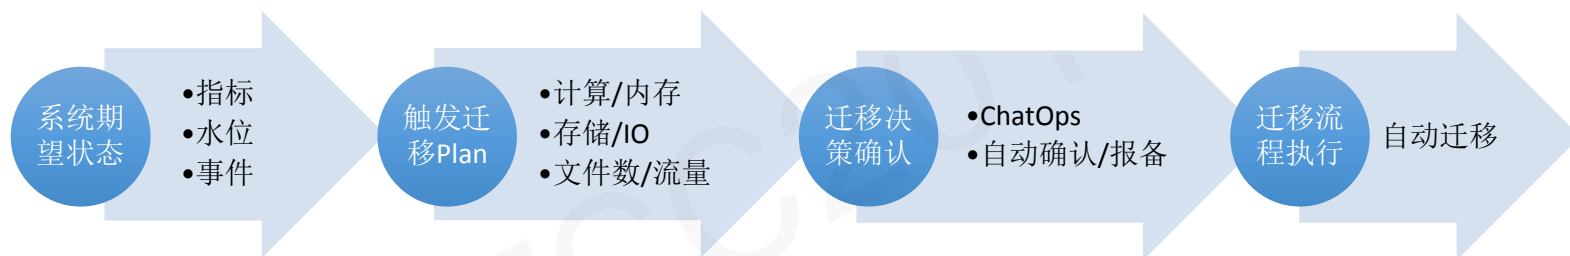 系统期
望状态
•指标
•水位
•事件
触发迁
移Plan
•计算/内存
•存储/IO
•文件数/流量
迁移决
策确认
•ChatOps
•自动确认/报备
迁移流
程执行
自动迁移